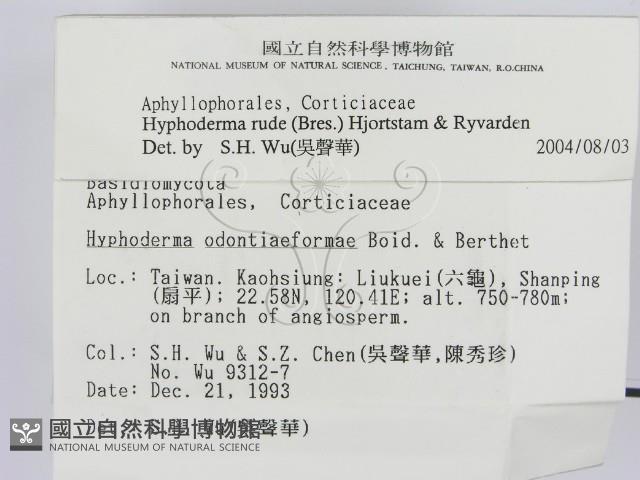 國立自然科學博物館
NATIONAL MUSEUM OF NATURAL SCIENCE, TAICHUNG, TAIWAN, R.O.CHINA
Aphyllophorales, Corticiaceae
Hyphoderma rude (Bres.) Hjortstam & Ryvarden
Det. by S.H. Wu(吳聲華) 2004/08/03
Basidiomycota
Aphyllophorales, Corticiaceae
Hyphoderma odontiaeformae Boid. & Berthet
Loc.: Taiwan. Kaohsiung: Liukuei(六龜), Shanping
(扇平); 22.58N, 120.41E; alt. 750-780m;
on branch of angiosperm.
Col.: S.H. Wu & S.Z. Chen(吳聲華,陳秀珍)
No. Wu 9312-7
Date: Dec. 21, 1993
聲華)
國立自然科學博物館
NATIONAL MUSEUM OF NATURAL SCIENCE